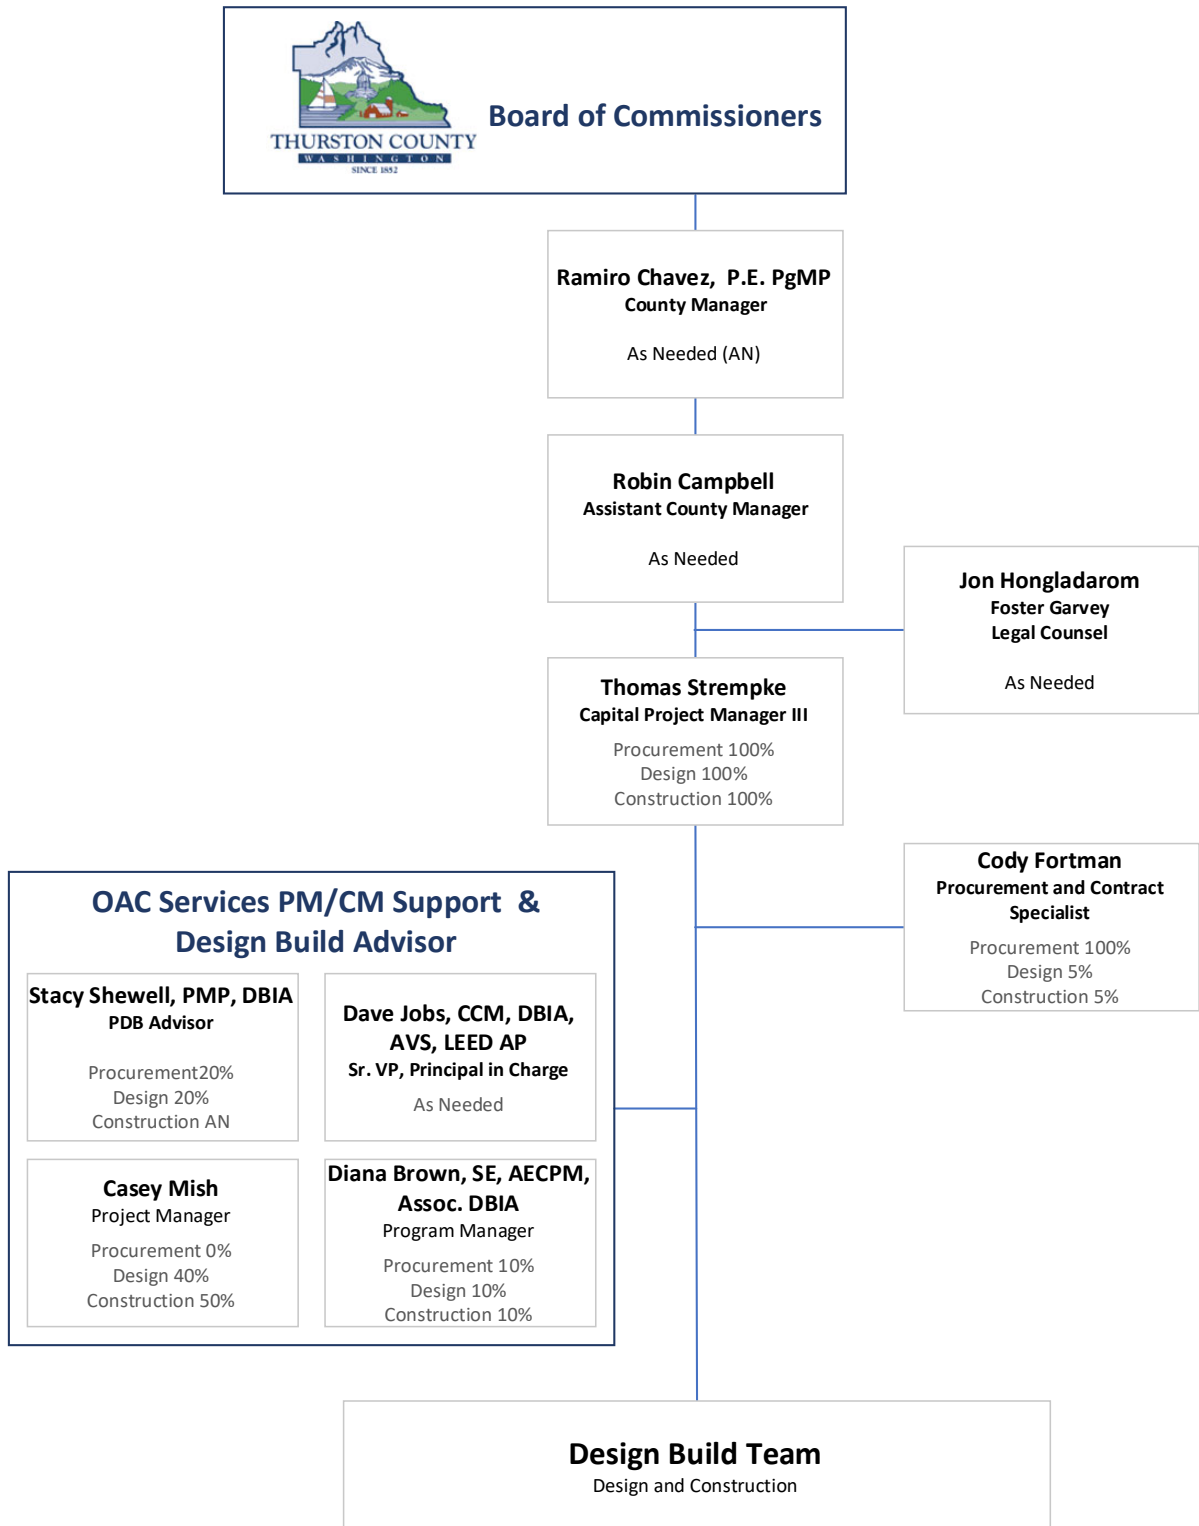 THURSTON COUNTY
WASHINGTON
SINCE 1852
Board of Commissioners
Ramiro Chavez,  P.E. PgMP
County Manager
As Needed (AN)
Robin Campbell
Assistant County Manager
As Needed
Jon Hongladarom
Foster Garvey
Legal Counsel
As Needed
Thomas Strempke
Capital Project Manager III
Procurement 100%
Design 100%
Construction 100%
Cody Fortman
Procurement and Contract
Specialist
Procurement 100%
Design 5%
Construction 5%
OAC Services PM/CM Support  &
Design Build Advisor
Stacy Shewell, PMP, DBIA
PDB Advisor
Procurement20%
Design 20%
Construction AN
Dave Jobs, CCM, DBIA,
AVS, LEED AP
Sr. VP, Principal in Charge
As Needed
Casey Mish
Project Manager
Procurement 0%
Design 40%
Construction 50%
Diana Brown, SE, AECPM,
Assoc. DBIA
Program Manager
Procurement 10%
Design 10%
Construction 10%
Design Build Team
Design and Construction